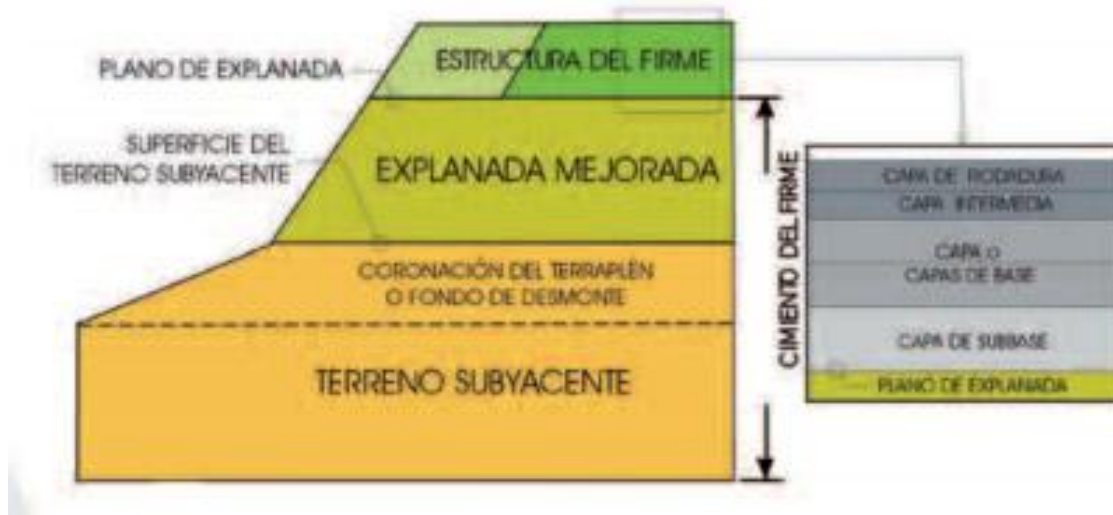 PLANO DE EXPLANADA
ESTRUCTURA DEL FIRME
SUPERFICIE DEL
TERRENO SUBYACENTE
EXPLANADA MEJORADA
CORONACIÓN DEL TERRAPLÉN
O FONDO DE DESMONTE
TERRENO SUBYACENTE
CIMIENTO DEL FIRME
CAPA DE RODADURA
CAPA INTERMEDIA
CAPA O
CAPAS DE BASE
CAPA DE SUBBASE
PLANO DE EXPLANADA